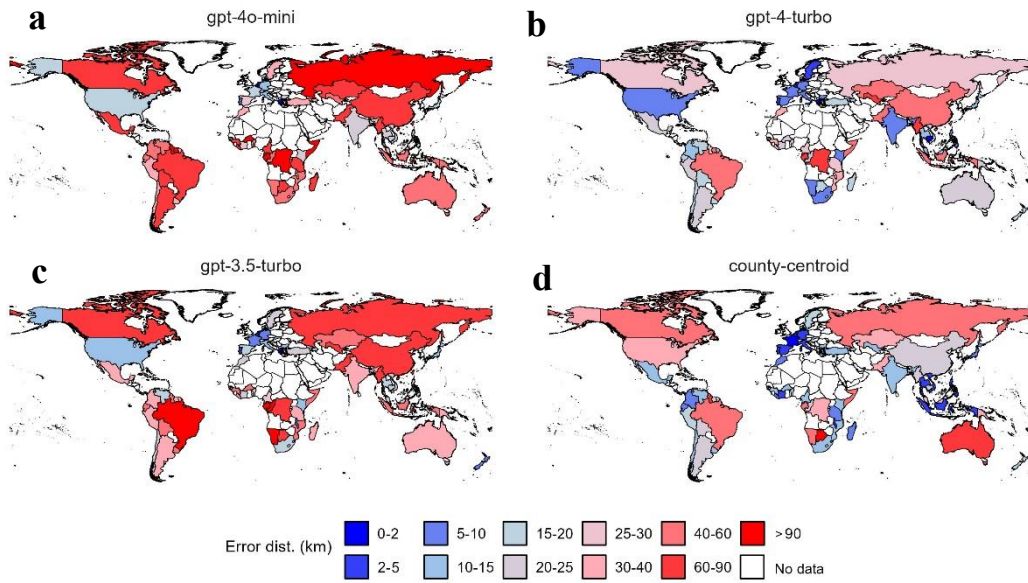 a gpt-4o-mini b gpt-4-turbo
c gpt-3.5-turbo d county-centroid
Error dist. (km) 0-2 5-10 15-20 25-30 40-60 >90
2-5 10-15 20-25 30-40 60-90 No data